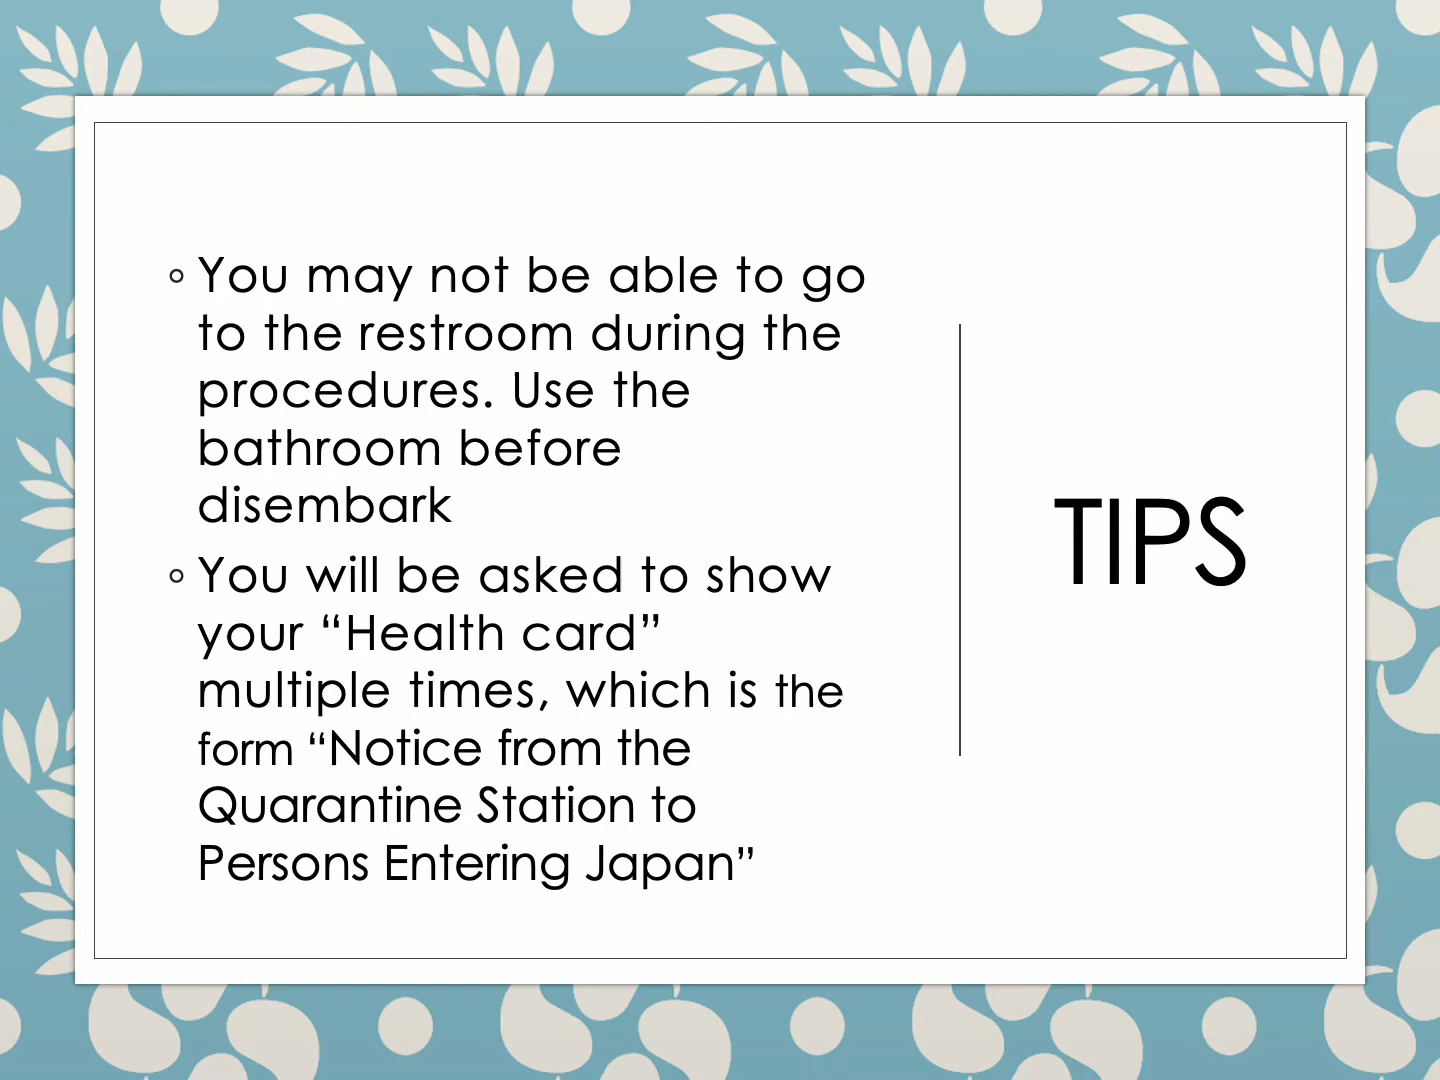 ◦ You may not be able to go
to the restroom during the
procedures. Use the
bathroom before
disembark
◦ You will be asked to show
your “Health card”
multiple times, which is the
form “Notice from the
Quarantine Station to
Persons Entering Japan”
TIPS